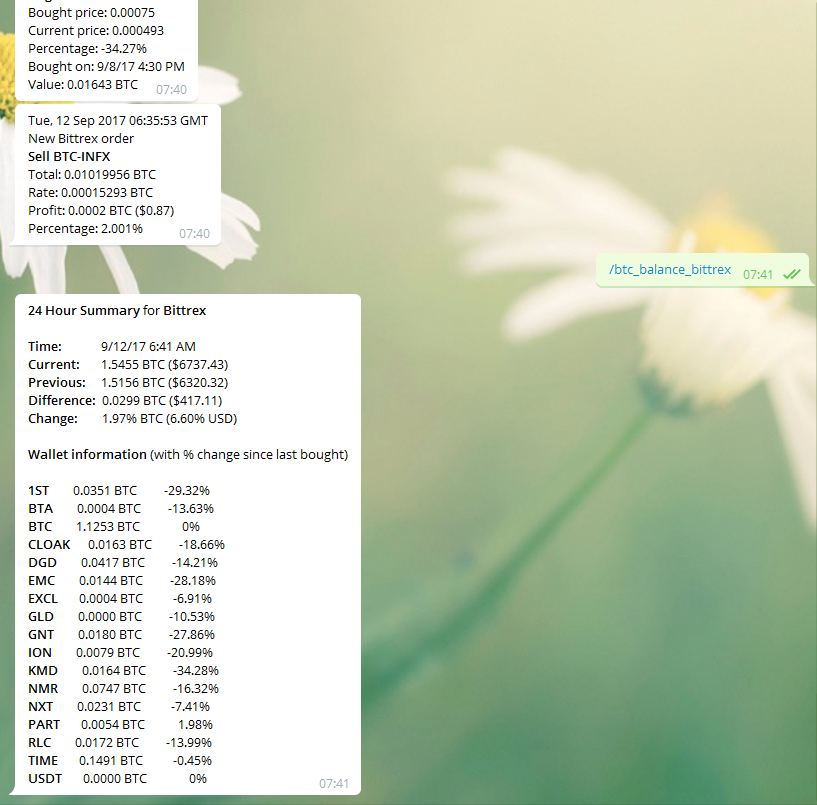 Bought price: 0.00075
Current price: 0.000493
Percentage: -34.27%
Bought on: 9/8/17 4:30 PM
Value: 0.01643 BTC 07:40
Tue, 12 Sep 2017 06:35:53 GMT
New Bittrex order
Sell BTC-INFX
Total: 0.01019956 BTC
Rate: 0.00015293 BTC
Profit: 0.0002 BTC ($0.87)
Percentage: 2.001% 07:40
/btc_balance_bittrex 07:41
24 Hour Summary for Bittrex
Time: 9/12/17 6:41 AM
Current: 1.5455 BTC ($6737.43)
Previous: 1.5156 BTC ($6320.32)
Difference: 0.0299 BTC ($417.11)
Change: 1.97% BTC (6.60% USD)
Wallet information (with % change since last bought)
1ST 0.0351 BTC -29.32%
BTA 0.0004 BTC -13.63%
BTC 1.1253 BTC 0%
CLOAK 0.0163 BTC -18.66%
DGD 0.0417 BTC -14.21%
EMC 0.0144 BTC -28.18%
EXCL 0.0004 BTC -6.91%
GLD 0.0000 BTC -10.53%
GNT 0.0180 BTC -27.86%
ION 0.0079 BTC -20.99%
KMD 0.0164 BTC -34.28%
NMR 0.0747 BTC -16.32%
NXT 0.0231 BTC -7.41%
PART 0.0054 BTC 1.98%
RLC 0.0172 BTC -13.99%
TIME 0.1491 BTC -0.45%
USDT 0.0000 BTC 0%
07:41